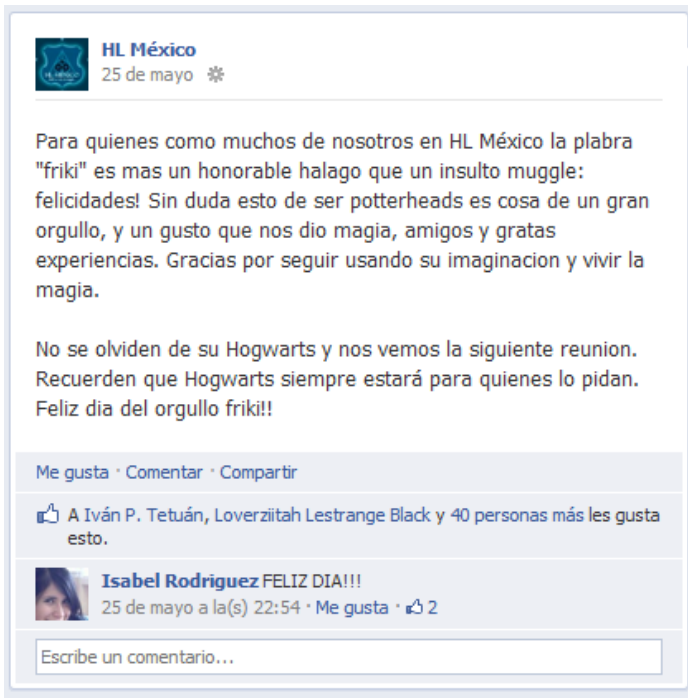 HL México
25 de mayo
Para quienes como muchos de nosotros en HL México la plabra
"friki" es mas un honorable halago que un insulto muggle:
felicidades! Sin duda esto de ser potterheads es cosa de un gran
orgullo, y un gusto que nos dio magia, amigos y gratas
experiencias. Gracias por seguir usando su imaginacion y vivir la
magia.
No se olviden de su Hogwarts y nos vemos la siguiente reunion.
Recuerden que Hogwarts siempre estará para quienes lo pidan.
Feliz dia del orgullo friki!!
Me gusta · Comentar · Compartir
A Iván P. Tetuán, Loverziitah Lestrange Black y 40 personas más les gusta
esto.
Isabel Rodriguez FELIZ DIA!!!
25 de mayo a la(s) 22:54 · Me gusta · 2
Escribe un comentario...